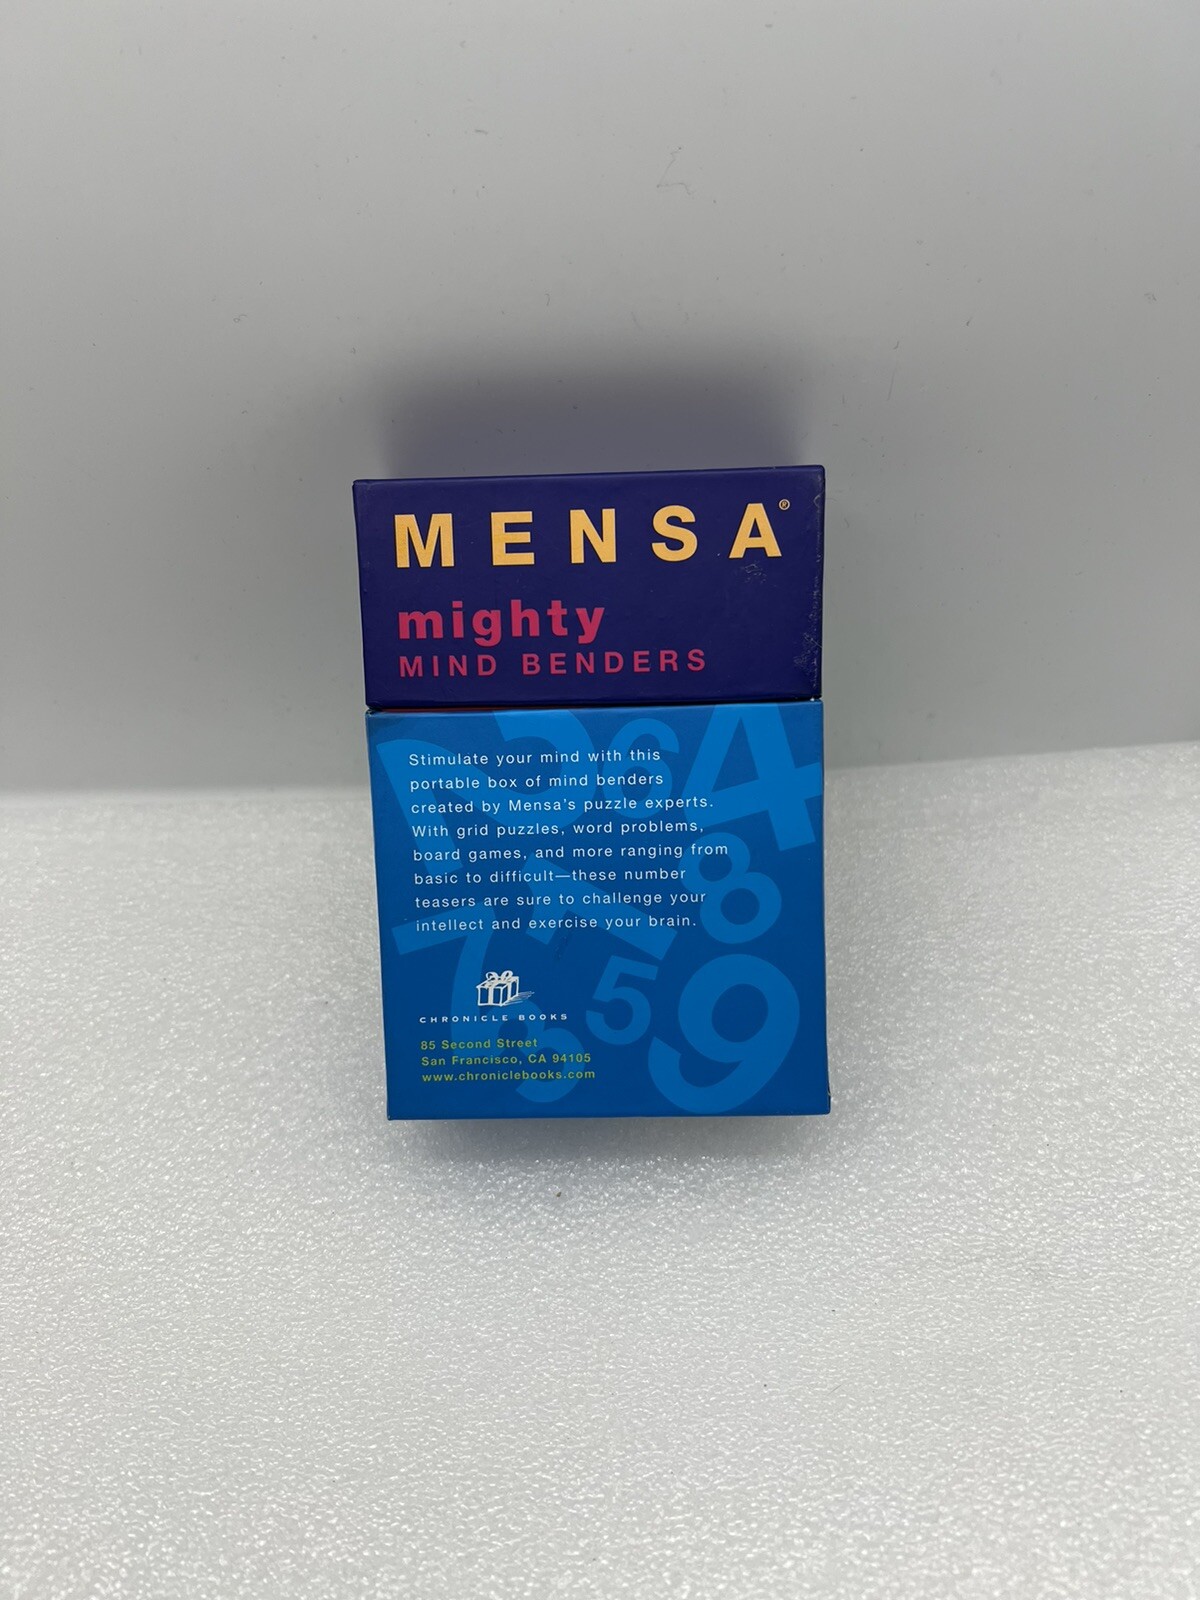 MENSA®
mighty
MIND BENDERS
Stimulate your mind with this
portable box of mind benders
created by Mensa's puzzle experts.
With grid puzzles, word problems,
board games, and more ranging from
basic to difficult—these number
teasers are sure to challenge your
intellect and exercise your brain.
CHRONICLE BOOKS
85 Second Street
San Francisco, CA 94105
www.chroniclebooks.com